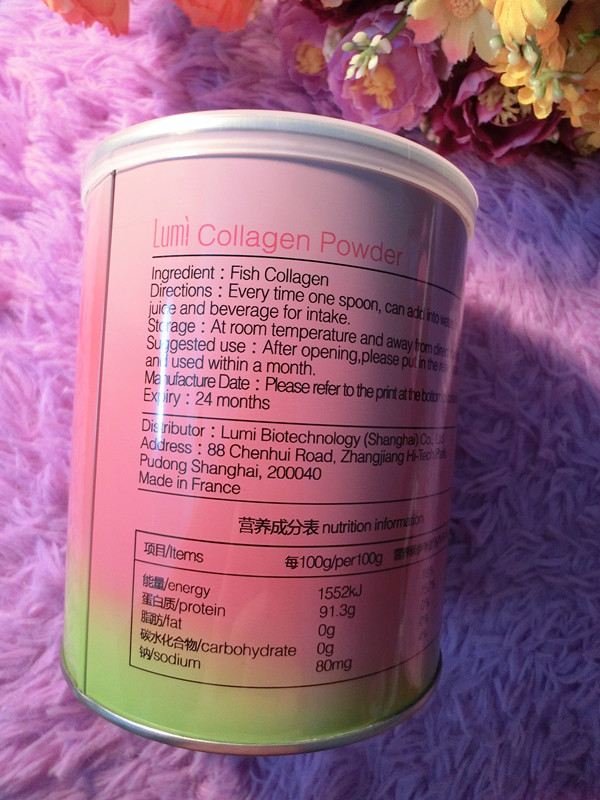 Lumì Collagen Powder
Ingredient : Fish Collagen
Directions : Every time one spoon, can add into
juice and beverage for intake.
Storage : At room temperature and away from direct
Suggested use : After opening,please put in the
and used within a month.
Manufacture Date : Please refer to the print at the bottom
Expiry : 24 months
Distributor : Lumi Biotechnology (Shanghai) Co., Ltd.
Address : 88 Chenhui Road, Zhangjiang Hi-Tech Park,
Pudong Shanghai, 200040
Made in France
营养成分表 nutrition information
项目/Items 每100g/per100g
能量/energy 1552kJ
蛋白质/protein 91.3g
脂肪/fat 0g
碳水化合物/carbohydrate 0g
钠/sodium 80mg